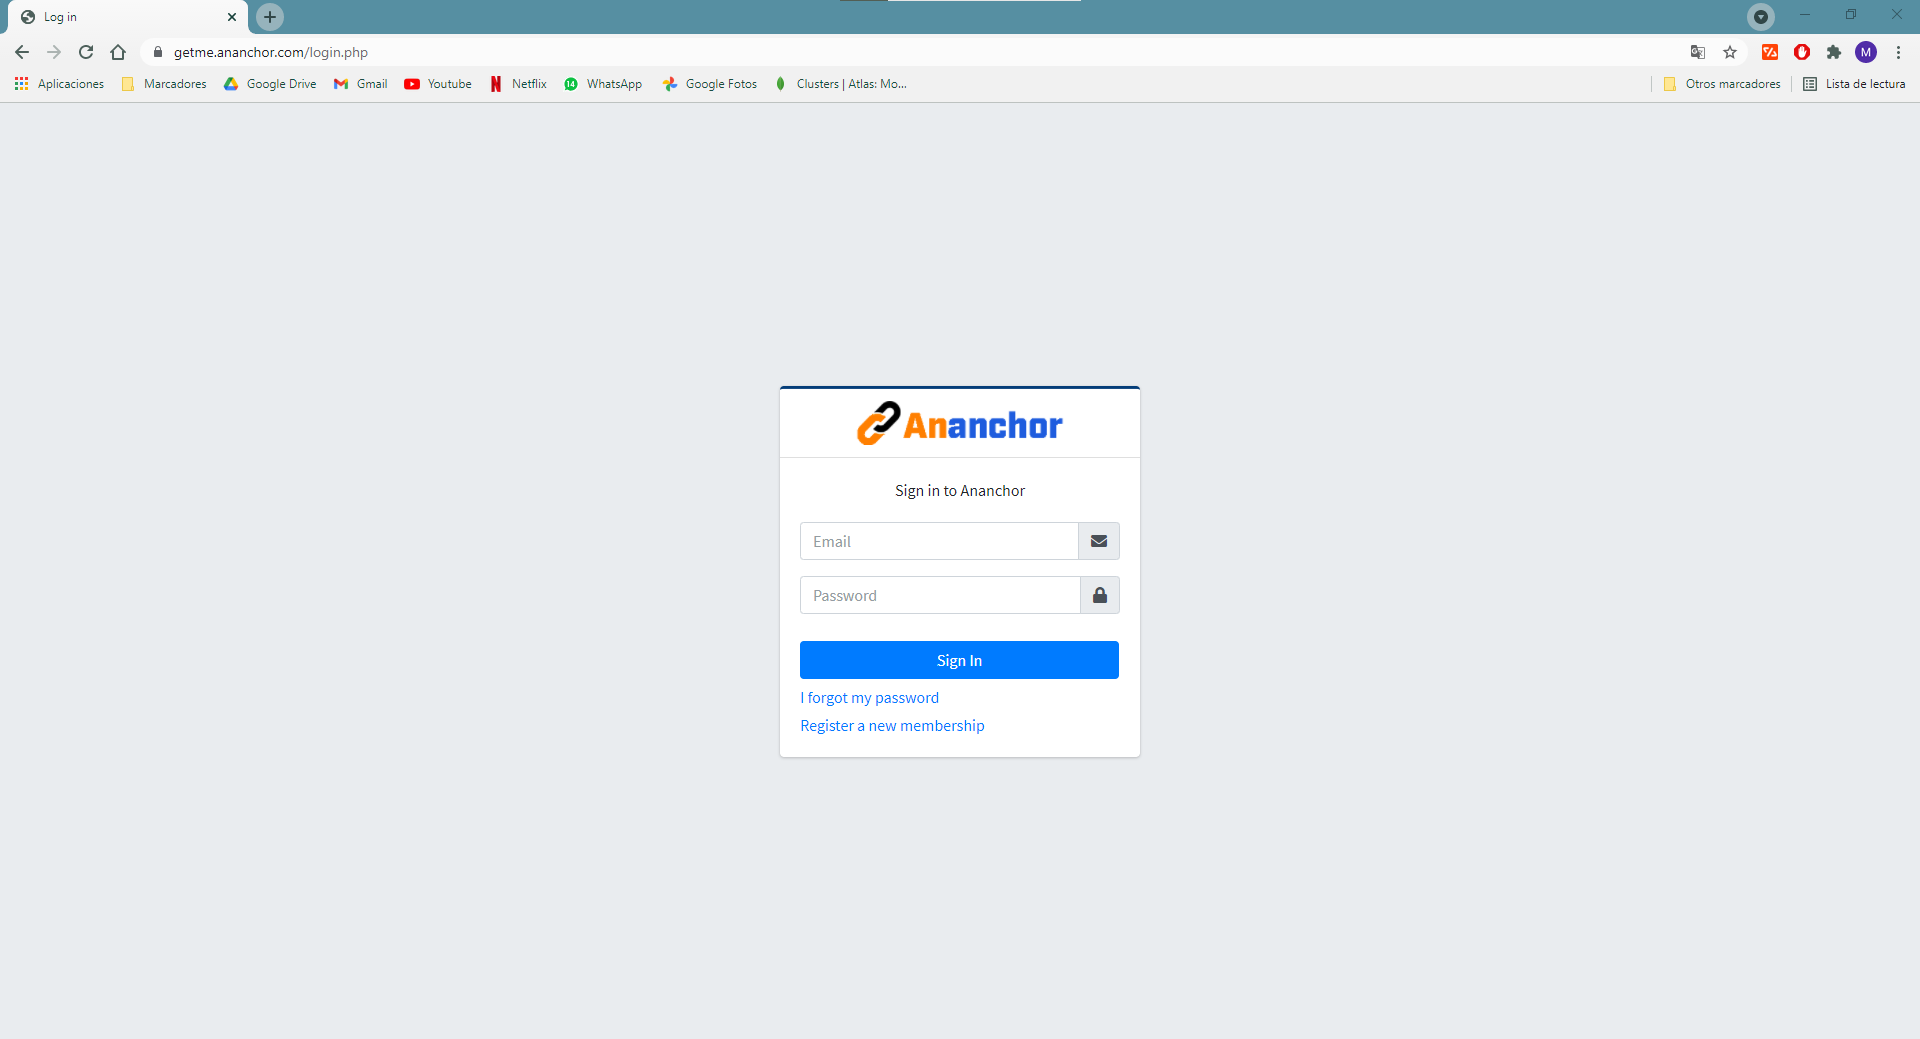 Log in
getme.ananchor.com/login.php
M
Aplicaciones Marcadores Google Drive Gmail Youtube Netflix 14 WhatsApp Google Fotos Clusters | Atlas: Mo... Otros marcadores Lista de lectura
Ananchor
Sign in to Ananchor
Email
Password
Sign In
I forgot my password
Register a new membership